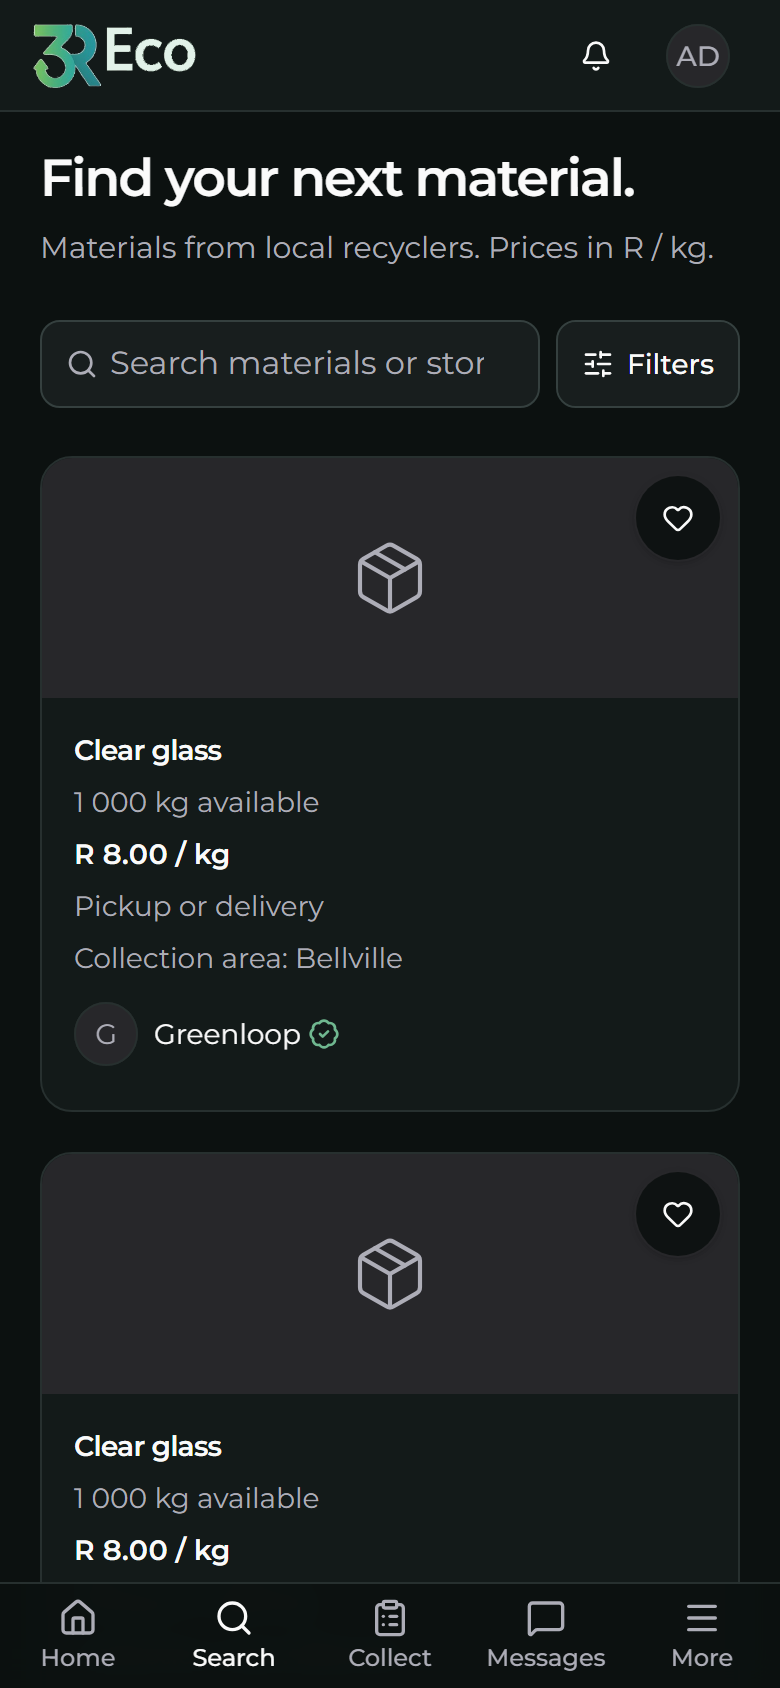 3R Eco
AD
Find your next material.
Materials from local recyclers. Prices in R / kg.
Search materials or stor
Filters
Clear glass
1 000 kg available
R 8.00 / kg
Pickup or delivery
Collection area: Bellville
G
Greenloop
Clear glass
1 000 kg available
R 8.00 / kg
Home
Search
Collect
Messages
More